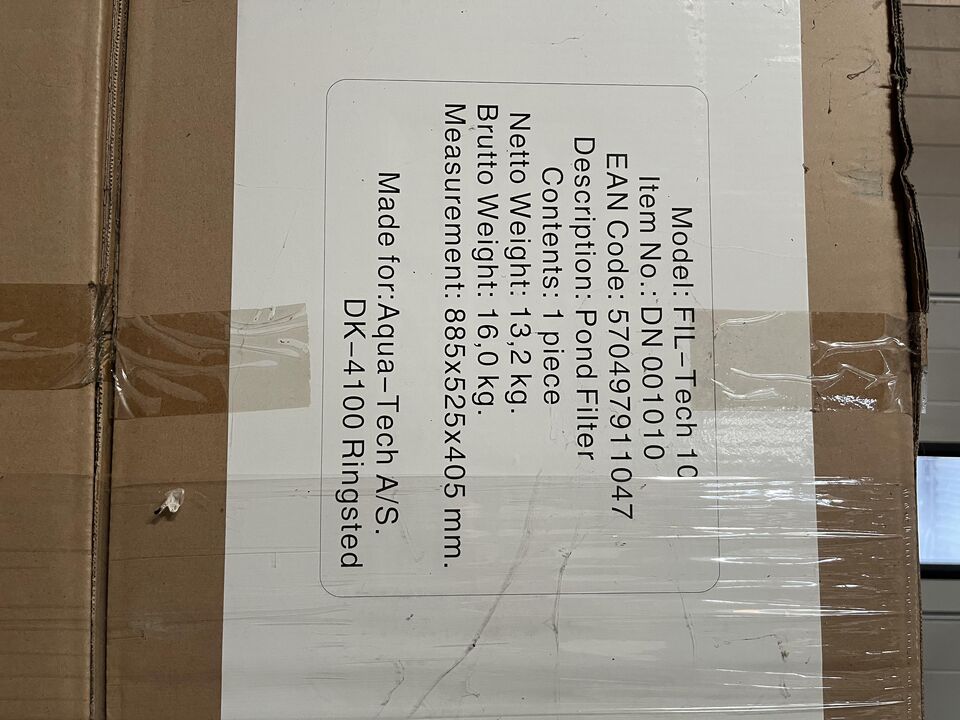 Model: FIL-Tech 10
Item No.: DN 001010
EAN Code: 570497911047
Description: Pond Filter
Contents: 1 piece
Netto Weight: 13,2 kg.
Brutto Weight: 16,0 kg.
Measurement: 885x525x405 mm.
Made for:Aqua-Tech A/S.
DK-4100 Ringsted